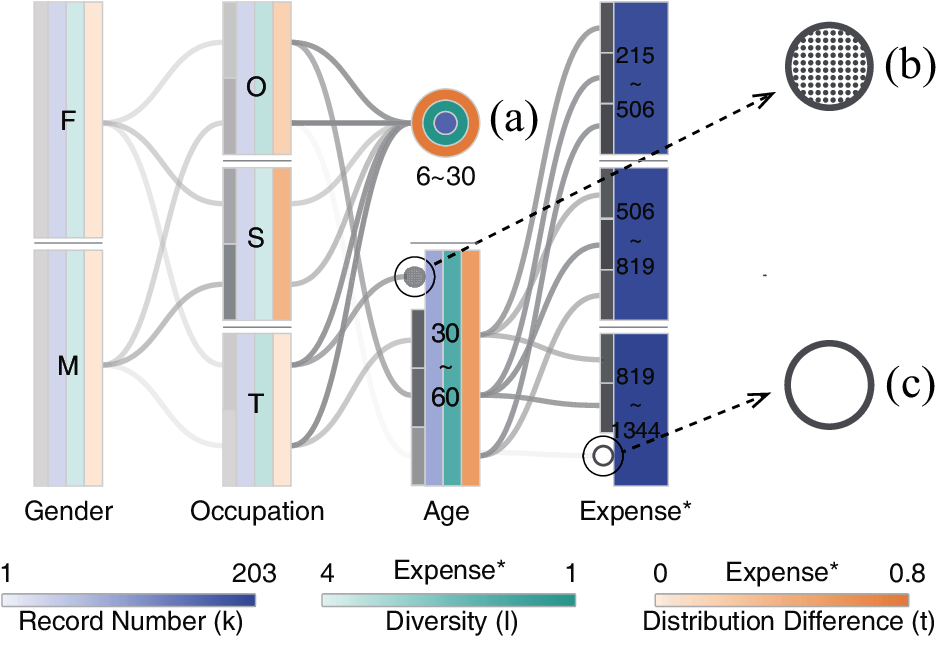 F
M
O
S
T
(a)
6~30
30
~
60
215
~
506
506
~
819
819
~
1344
(b)
(c)
Gender
Occupation
Age
Expense*
1
203
Record Number (k)
4
Expense*
1
Diversity (l)
0
Expense*
0.8
Distribution Difference (t)